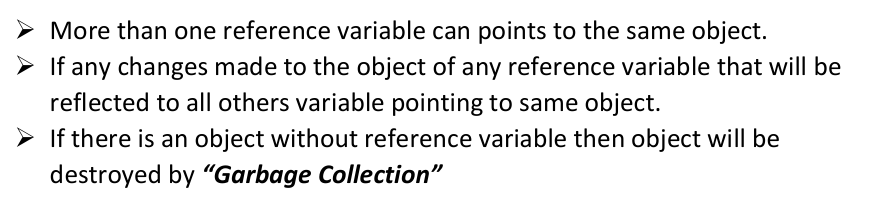 ➢ More than one reference variable can points to the same object.
➢ If any changes made to the object of any reference variable that will be
reflected to all others variable pointing to same object.
➢ If there is an object without reference variable then object will be
destroyed by “Garbage Collection”